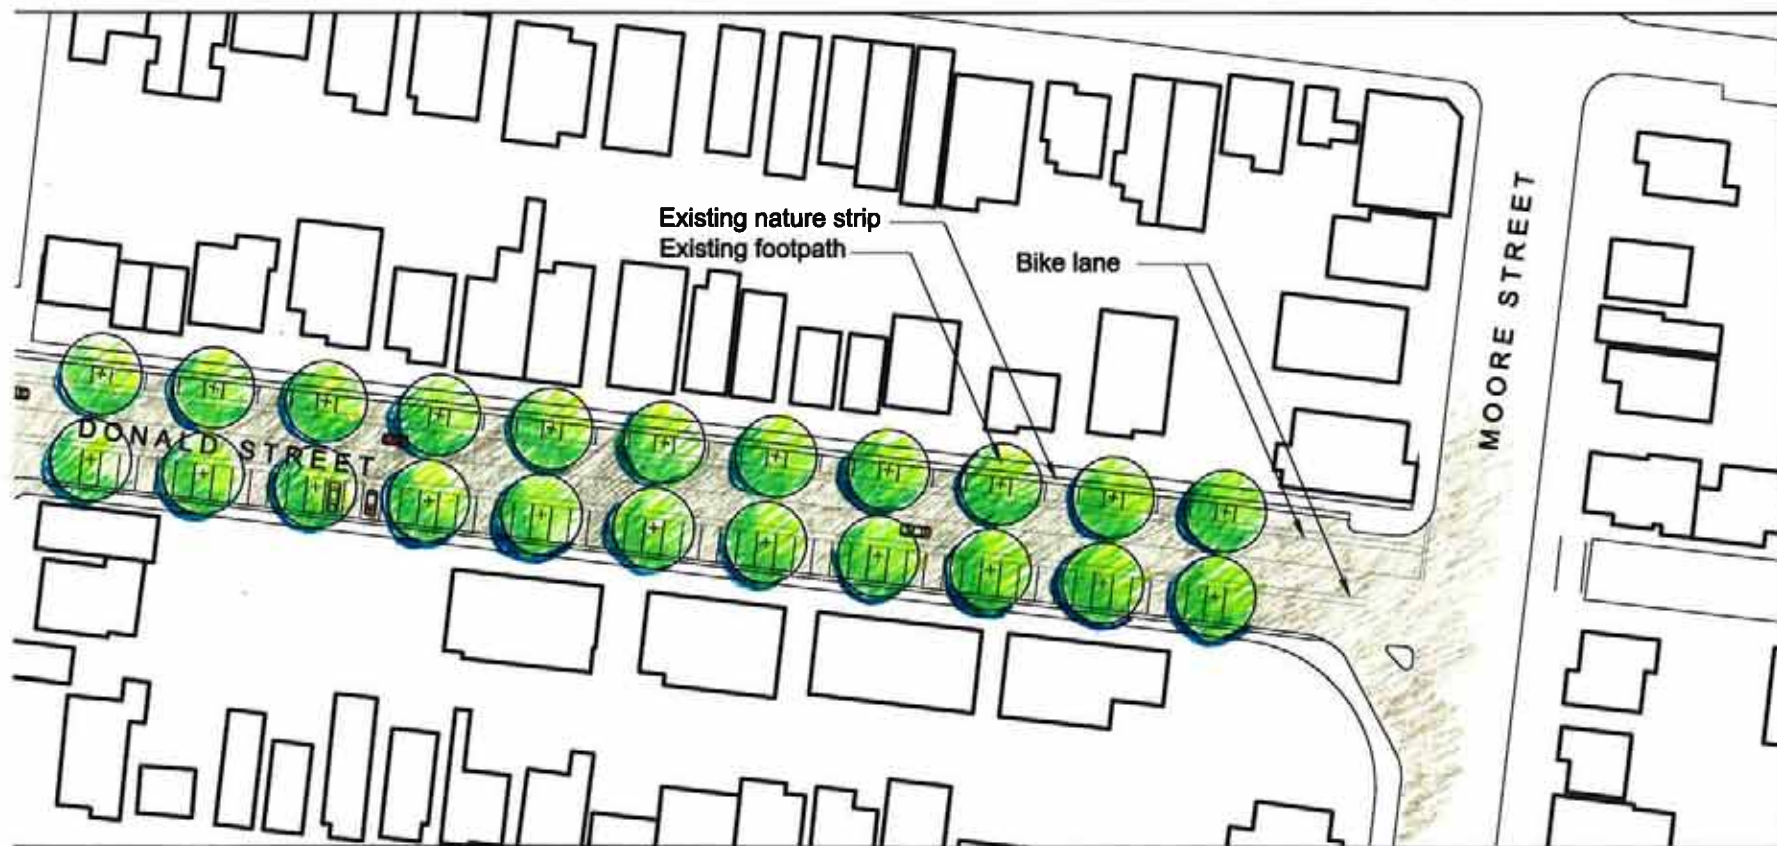 Existing nature strip
Existing footpath
Bike lane
MOORE STREET
DONALD STREET